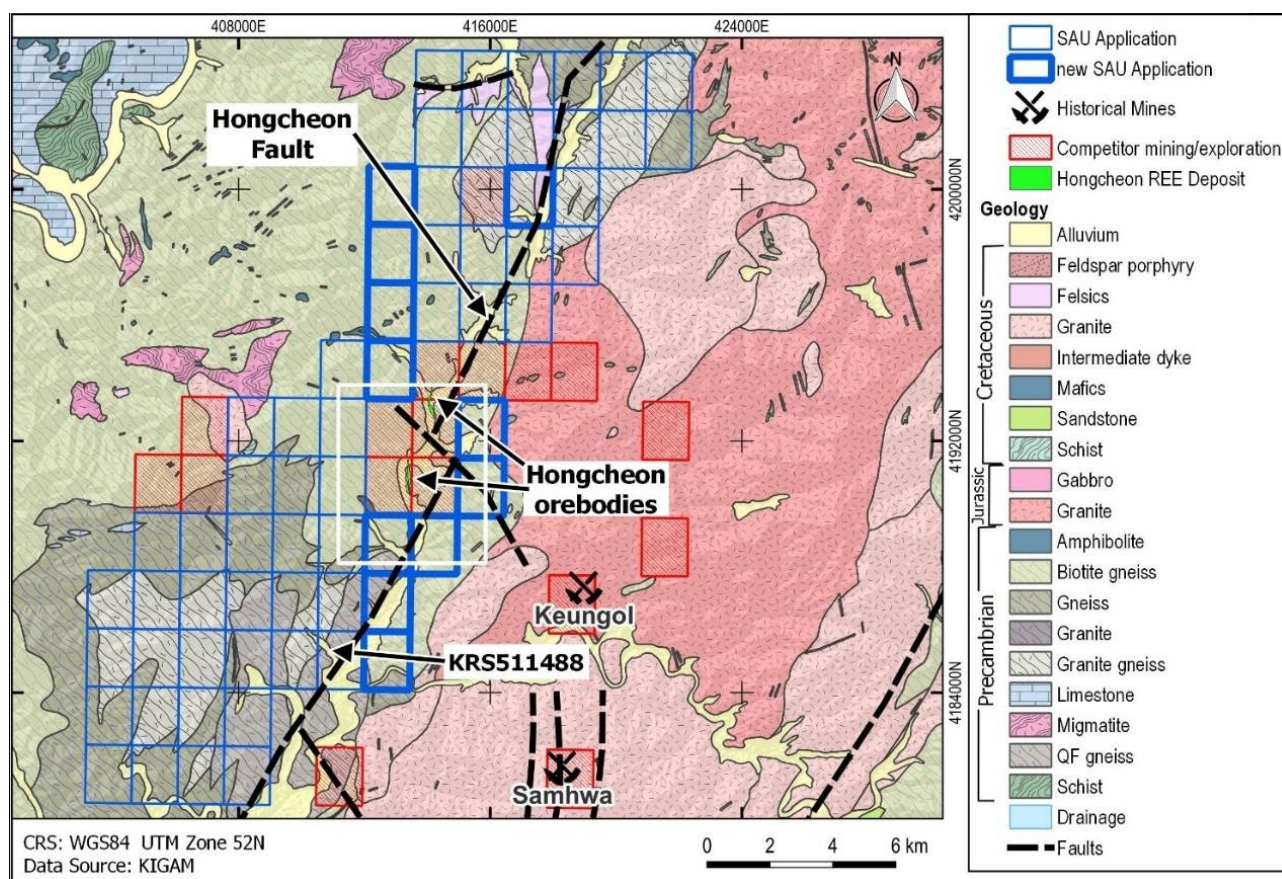 408000E
416000E
424000E
N
Hongcheon
Fault
4200000N
4192000N
Hongcheon
orebodies
Keungol
KRS511488
4184000N
Samhwa
CRS: WGS84 UTM Zone 52N
Data Source: KIGAM
0 2 4 6 km
SAU Application
new SAU Application
Historical Mines
Competitor mining/exploration
Hongcheon REE Deposit
Geology
Alluvium
Cretaceous
Feldspar porphyry
Felsics
Granite
Intermediate dyke
Mafics
Sandstone
Schist
Jurassic
Gabbro
Granite
Precambrian
Amphibolite
Biotite gneiss
Gneiss
Granite
Granite gneiss
Limestone
Migmatite
QF gneiss
Schist
Drainage
Faults